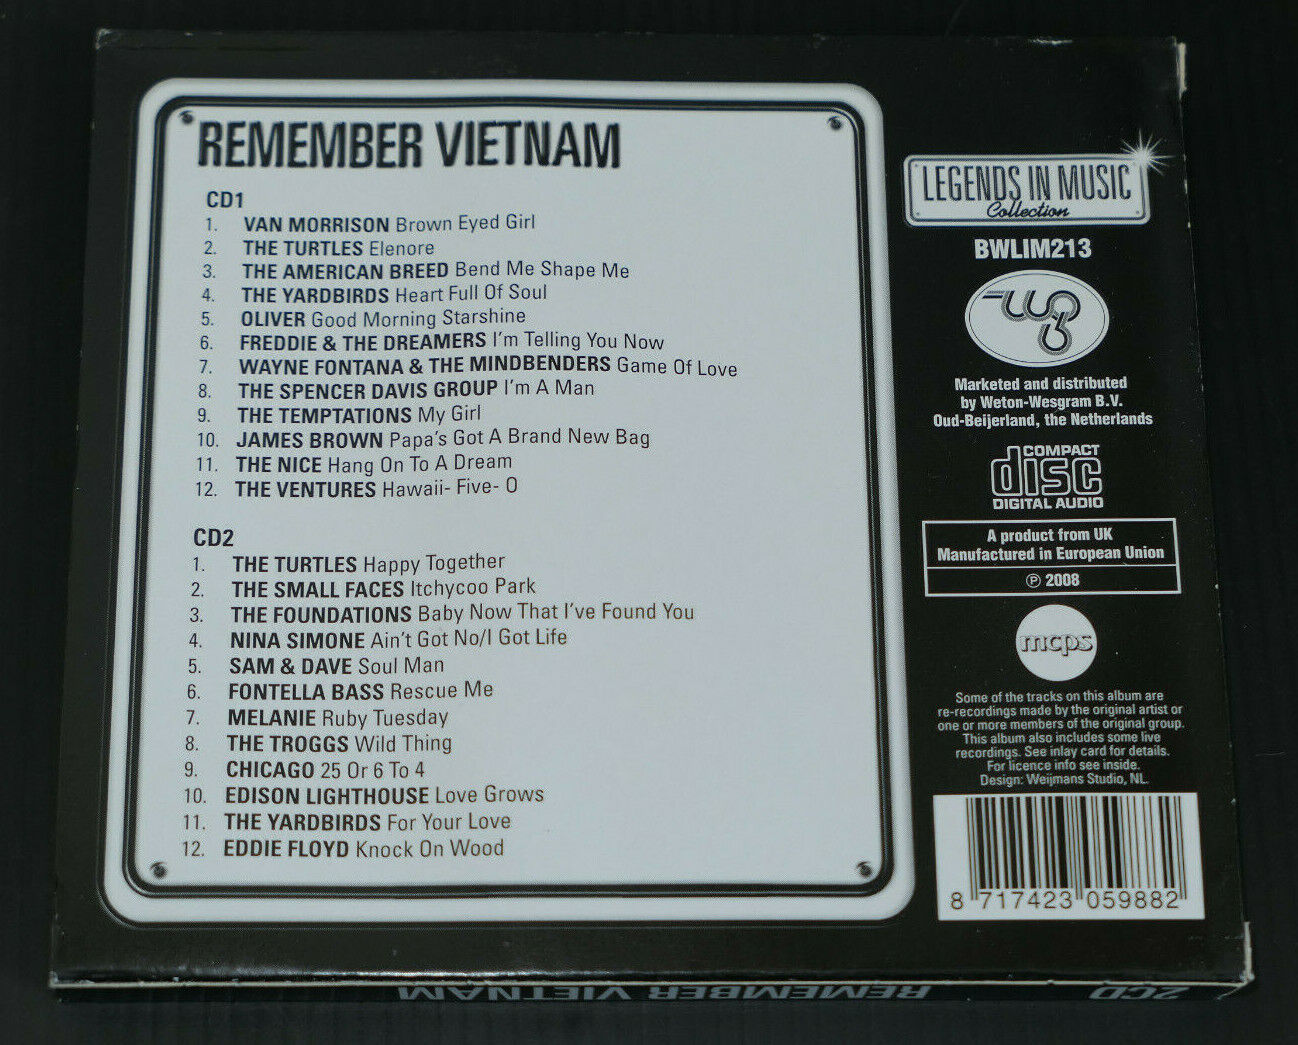 REMEMBER VIETNAM
CD1
1. VAN MORRISON Brown Eyed Girl
2. THE TURTLES Elenore
3. THE AMERICAN BREED Bend Me Shape Me
4. THE YARDBIRDS Heart Full Of Soul
5. OLIVER Good Morning Starshine
6. FREDDIE & THE DREAMERS I'm Telling You Now
7. WAYNE FONTANA & THE MINDBENDERS Game Of Love
8. THE SPENCER DAVIS GROUP I'm A Man
9. THE TEMPTATIONS My Girl
10. JAMES BROWN Papa's Got A Brand New Bag
11. THE NICE Hang On To A Dream
12. THE VENTURES Hawaii- Five- O
CD2
1. THE TURTLES Happy Together
2. THE SMALL FACES Itchycoo Park
3. THE FOUNDATIONS Baby Now That I've Found You
4. NINA SIMONE Ain't Got No/I Got Life
5. SAM & DAVE Soul Man
6. FONTELLA BASS Rescue Me
7. MELANIE Ruby Tuesday
8. THE TROGGS Wild Thing
9. CHICAGO 25 Or 6 To 4
10. EDISON LIGHTHOUSE Love Grows
11. THE YARDBIRDS For Your Love
12. EDDIE FLOYD Knock On Wood
LEGENDS IN MUSIC
Collection
BWLIM213
Marketed and distributed
by Weton-Wesgram B.V.
Oud-Beijerland, the Netherlands
COMPACT
disc
DIGITAL AUDIO
A product from UK
Manufactured in European Union
℗ 2008
mcps
Some of the tracks on this album are
re-recordings made by the original artist or
one or more members of the original group.
This album also includes some live
recordings. See inlay card for details.
For licence info see inside.
Design: Weijmans Studio, NL.
8 717423 059882
REMEMBER VIETNAM
2CD